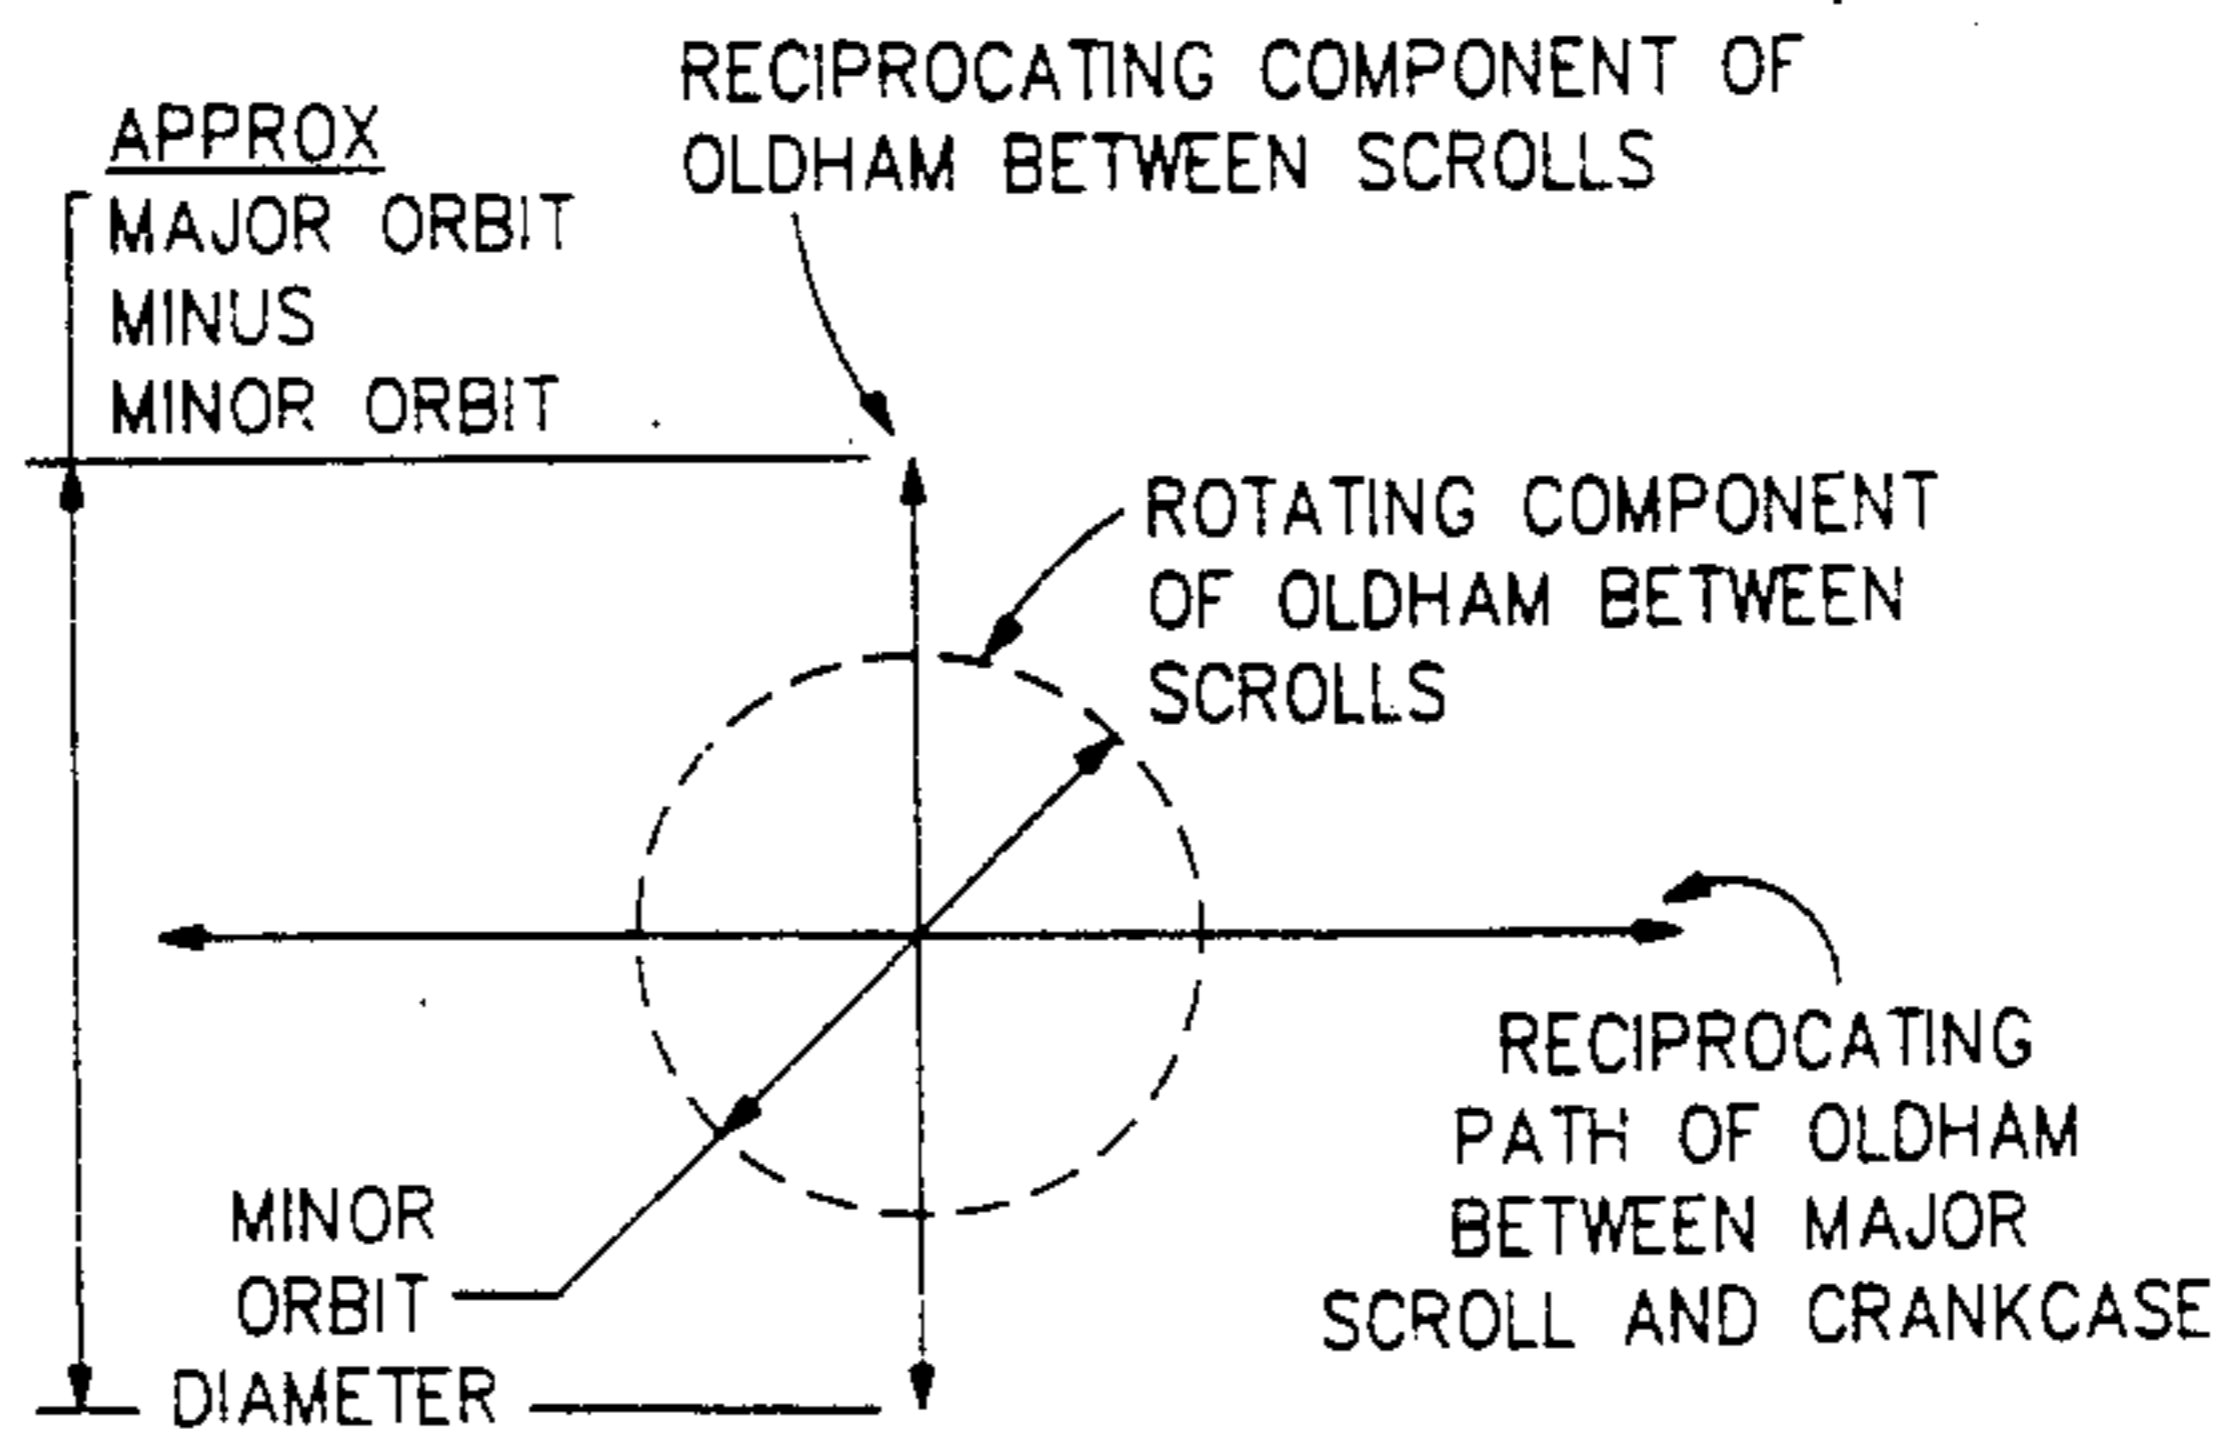 RECIPROCATING COMPONENT OF
OLDHAM BETWEEN SCROLLS
APPROX
MAJOR ORBIT
MINUS
MINOR ORBIT
ROTATING COMPONENT
OF OLDHAM BETWEEN
SCROLLS
RECIPROCATING
PATH OF OLDHAM
BETWEEN MAJOR
SCROLL AND CRANKCASE
MINOR
ORBIT
DIAMETER